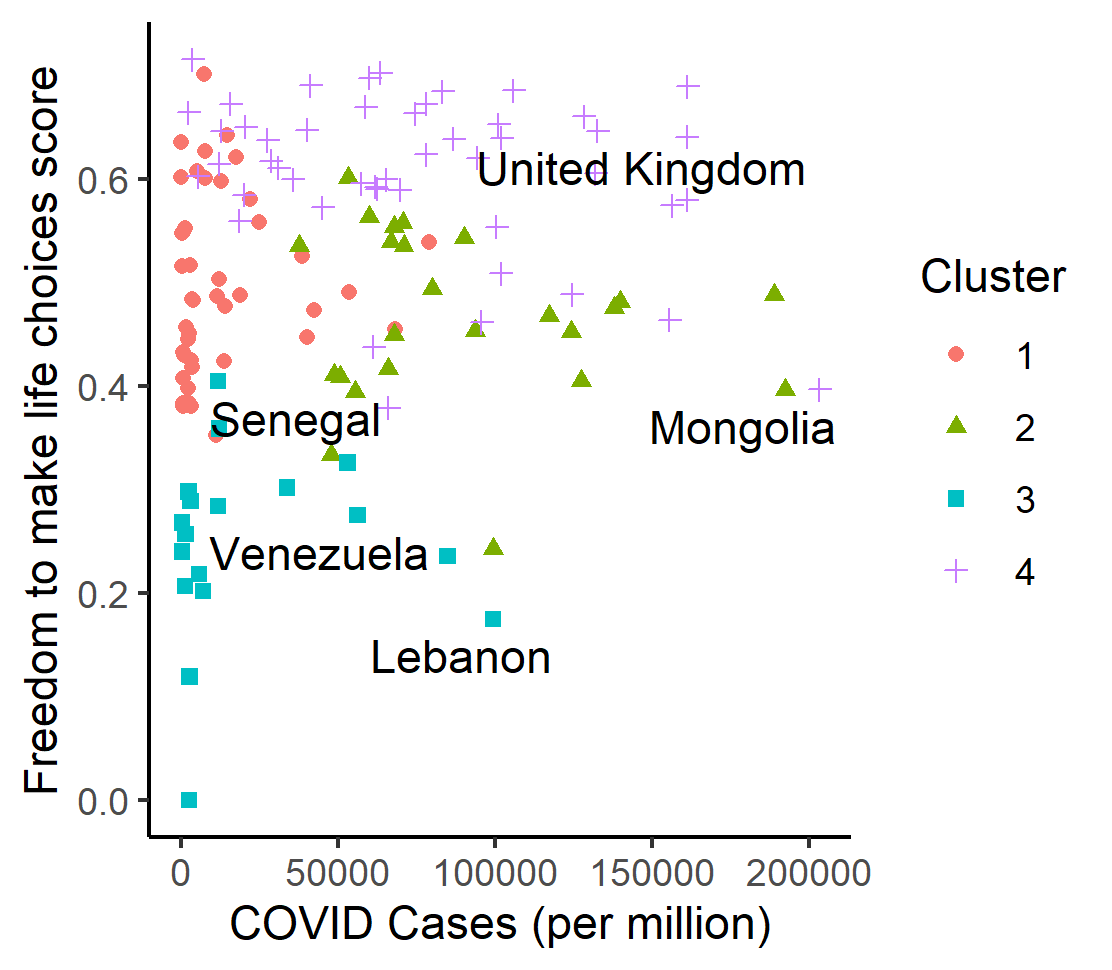 Freedom to make life choices score
0.6
0.4
0.2
0.0
United Kingdom
Senegal
Mongolia
Venezuela
Lebanon
0 50000 100000 150000 200000
COVID Cases (per million)
Cluster
1
2
3
4